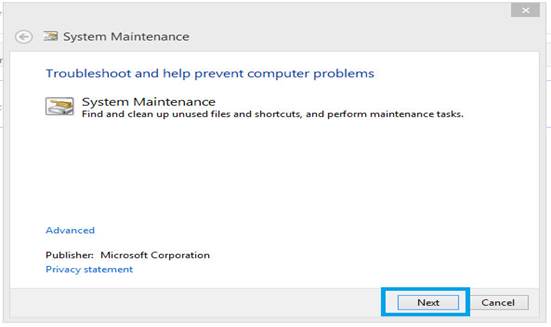 System Maintenance
Troubleshoot and help prevent computer problems
System Maintenance
Find and clean up unused files and shortcuts, and perform maintenance tasks.
Advanced
Publisher: Microsoft Corporation
Privacy statement
Next Cancel